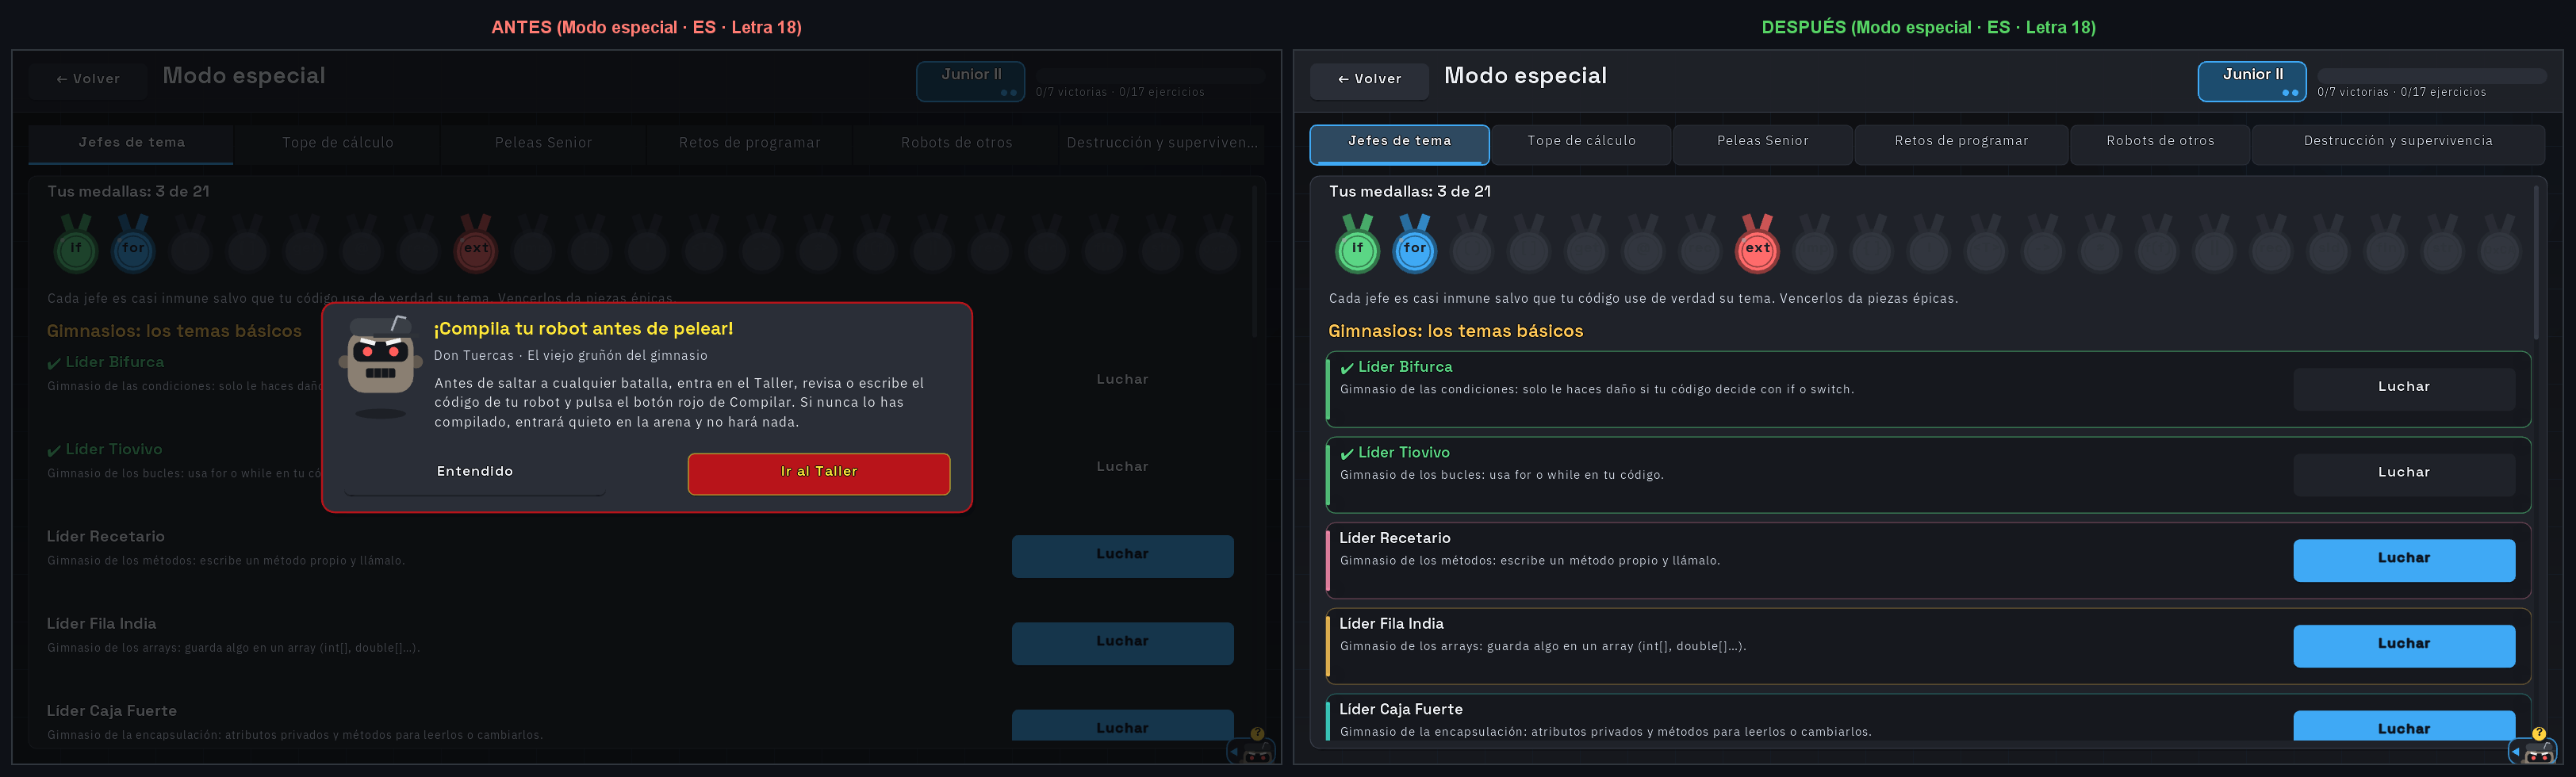 ANTES (Modo especial · ES · Letra 18)
← Volver
Modo especial
Junior II
0/7 victorias · 0/17 ejercicios
Jefes de tema
Tope de cálculo
Peleas Senior
Retos de programar
Robots de otros
Destrucción y superviven...
Tus medallas: 3 de 21
If
for
ext
Cada jefe es casi inmune salvo que tu código use de verdad su tema. Vencerlos da piezas épicas.
Gimnasios: los temas básicos
✔ Líder Bifurca
Gimnasio de las condiciones: solo le haces daño
Luchar
✔ Líder Tiovivo
Gimnasio de los bucles: usa for o while en tu có
Luchar
Líder Recetario
Gimnasio de los métodos: escribe un método propio y llámalo.
Luchar
Líder Fila India
Gimnasio de los arrays: guarda algo en un array (int[], double[]…).
Luchar
Líder Caja Fuerte
Gimnasio de la encapsulación: atributos privados y métodos para leerlos o cambiarlos.
Luchar
?
¡Compila tu robot antes de pelear!
Don Tuercas · El viejo gruñón del gimnasio
Antes de saltar a cualquier batalla, entra en el Taller, revisa o escribe el
código de tu robot y pulsa el botón rojo de Compilar. Si nunca lo has
compilado, entrará quieto en la arena y no hará nada.
Entendido
Ir al Taller
DESPUÉS (Modo especial · ES · Letra 18)
← Volver
Modo especial
Junior II
0/7 victorias · 0/17 ejercicios
Jefes de tema
Tope de cálculo
Peleas Senior
Retos de programar
Robots de otros
Destrucción y supervivencia
Tus medallas: 3 de 21
If
for
ext
Cada jefe es casi inmune salvo que tu código use de verdad su tema. Vencerlos da piezas épicas.
Gimnasios: los temas básicos
✔ Líder Bifurca
Gimnasio de las condiciones: solo le haces daño si tu código decide con if o switch.
Luchar
✔ Líder Tiovivo
Gimnasio de los bucles: usa for o while en tu código.
Luchar
Líder Recetario
Gimnasio de los métodos: escribe un método propio y llámalo.
Luchar
Líder Fila India
Gimnasio de los arrays: guarda algo en un array (int[], double[]…).
Luchar
Líder Caja Fuerte
Gimnasio de la encapsulación: atributos privados y métodos para leerlos o cambiarlos.
Luchar
?